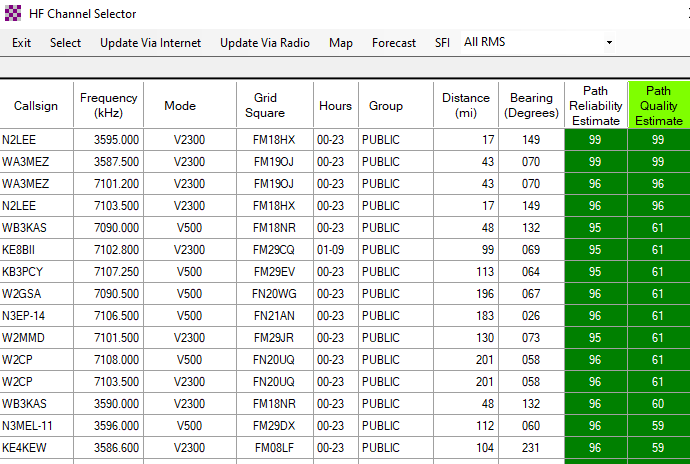 HF Channel Selector
Exit Select Update Via Internet Update Via Radio Map Forecast SFI All RMS
Callsign Frequency (kHz) Mode Grid Square Hours Group Distance (mi) Bearing (Degrees) Path Reliability Estimate Path Quality Estimate
N2LEE 3595.000 V2300 FM18HX 00-23 PUBLIC 17 149 99 99
WA3MEZ 3587.500 V2300 FM19OJ 00-23 PUBLIC 43 070 99 99
WA3MEZ 7101.200 V2300 FM19OJ 00-23 PUBLIC 43 070 96 96
N2LEE 7103.500 V2300 FM18HX 00-23 PUBLIC 17 149 96 96
WB3KAS 7090.000 V500 FM18NR 00-23 PUBLIC 48 132 95 61
KE8BII 7102.800 V2300 FM29CQ 01-09 PUBLIC 99 069 95 61
KB3PCY 7107.250 V500 FM29EV 00-23 PUBLIC 113 064 96 61
W2GSA 7090.500 V500 FN20WG 00-23 PUBLIC 196 067 96 61
N3EP-14 7106.500 V500 FN21AN 00-23 PUBLIC 183 026 96 61
W2MMD 7101.500 V2300 FM29JR 00-23 PUBLIC 130 073 95 61
W2CP 7108.000 V500 FN20UQ 00-23 PUBLIC 201 058 96 61
W2CP 7103.500 V2300 FN20UQ 00-23 PUBLIC 201 058 96 61
WB3KAS 3590.000 V2300 FM18NR 00-23 PUBLIC 48 132 96 60
N3MEL-11 3596.000 V500 FM29DX 00-23 PUBLIC 112 060 96 59
KE4KEW 3586.600 V2300 FM08LF 00-23 PUBLIC 104 231 96 59